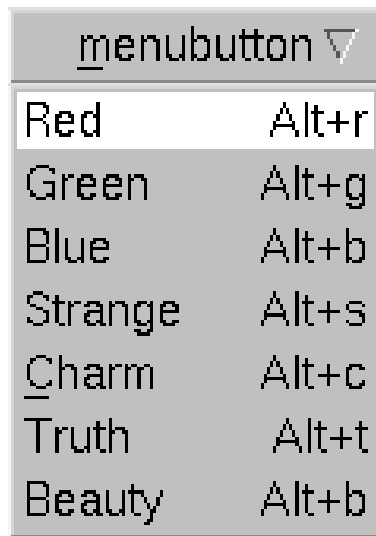 menubutton
Red Alt+r
Green Alt+g
Blue Alt+b
Strange Alt+s
Charm Alt+c
Truth Alt+t
Beauty Alt+b